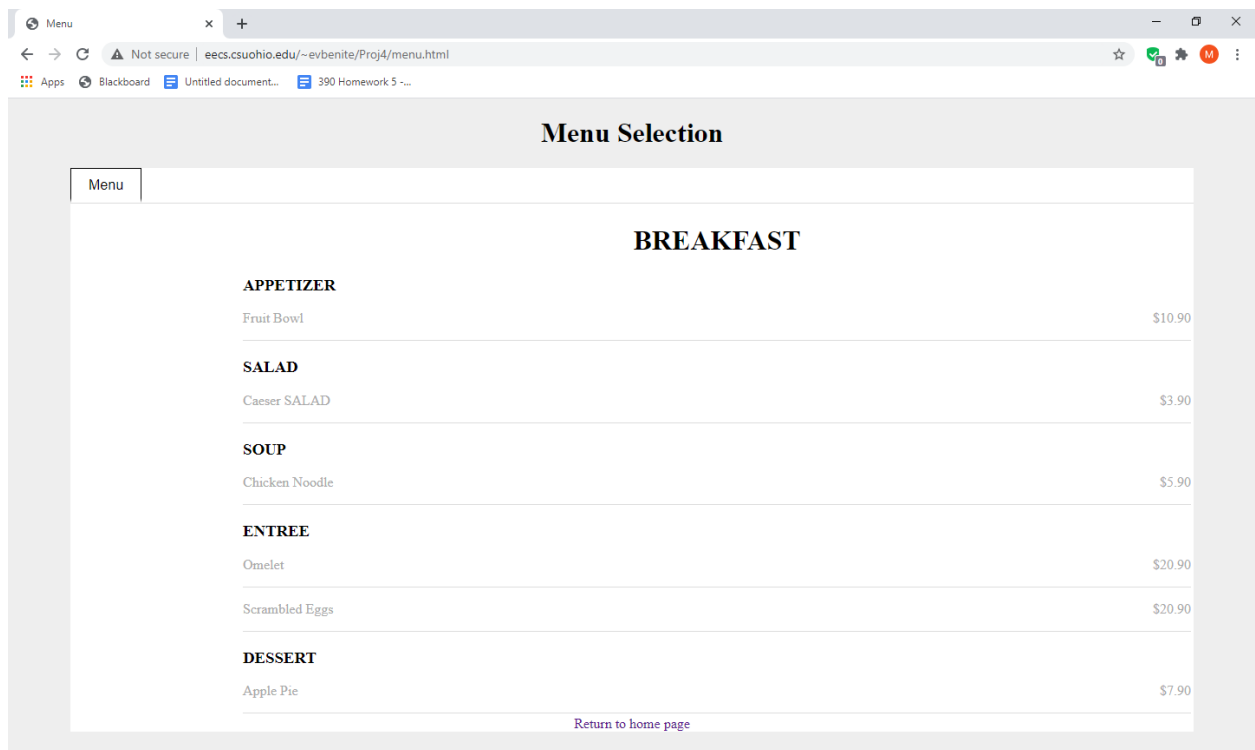 Menu
Not secure | eecs.csuohio.edu/~evbenite/Proj4/menu.html
0 M
Apps Blackboard Untitled document... 390 Homework 5 -...
Menu Selection
Menu
BREAKFAST
APPETIZER
Fruit Bowl $10.90
SALAD
Caeser SALAD $3.90
SOUP
Chicken Noodle $5.90
ENTREE
Omelet $20.90
Scrambled Eggs $20.90
DESSERT
Apple Pie $7.90
Return to home page